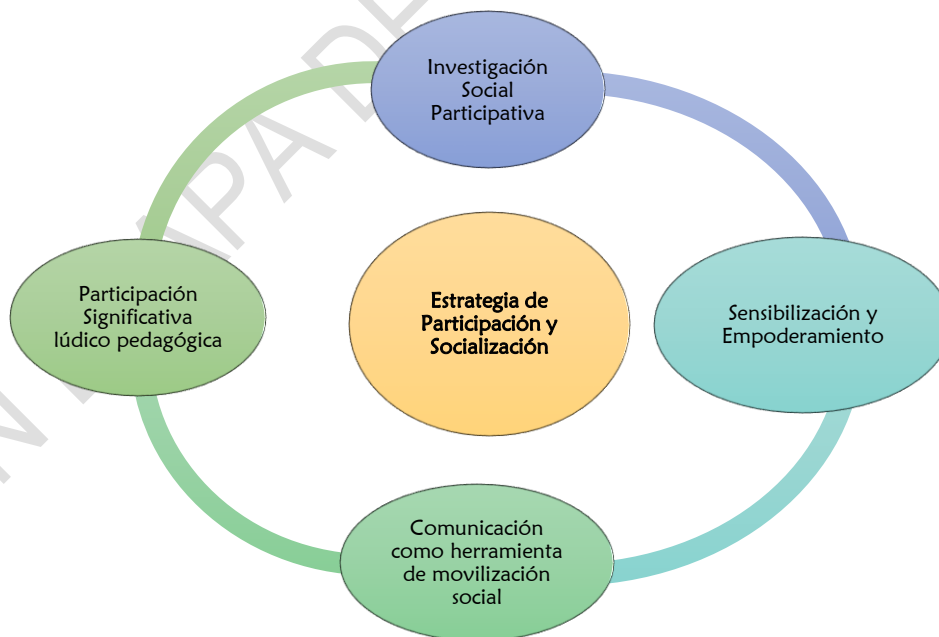 Investigación
Social
Participativa
Participación
Significativa
lúdico pedagógica
Estrategia de
Participación y
Socialización
Sensibilización y
Empoderamiento
Comunicación
como herramienta
de movilización
social